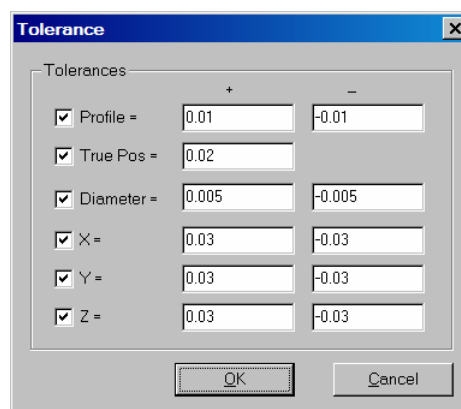 Tolerance
Tolerances
+ –
Profile = 0.01 -0.01
True Pos = 0.02
Diameter = 0.005 -0.005
X = 0.03 -0.03
Y = 0.03 -0.03
Z = 0.03 -0.03
OK Cancel